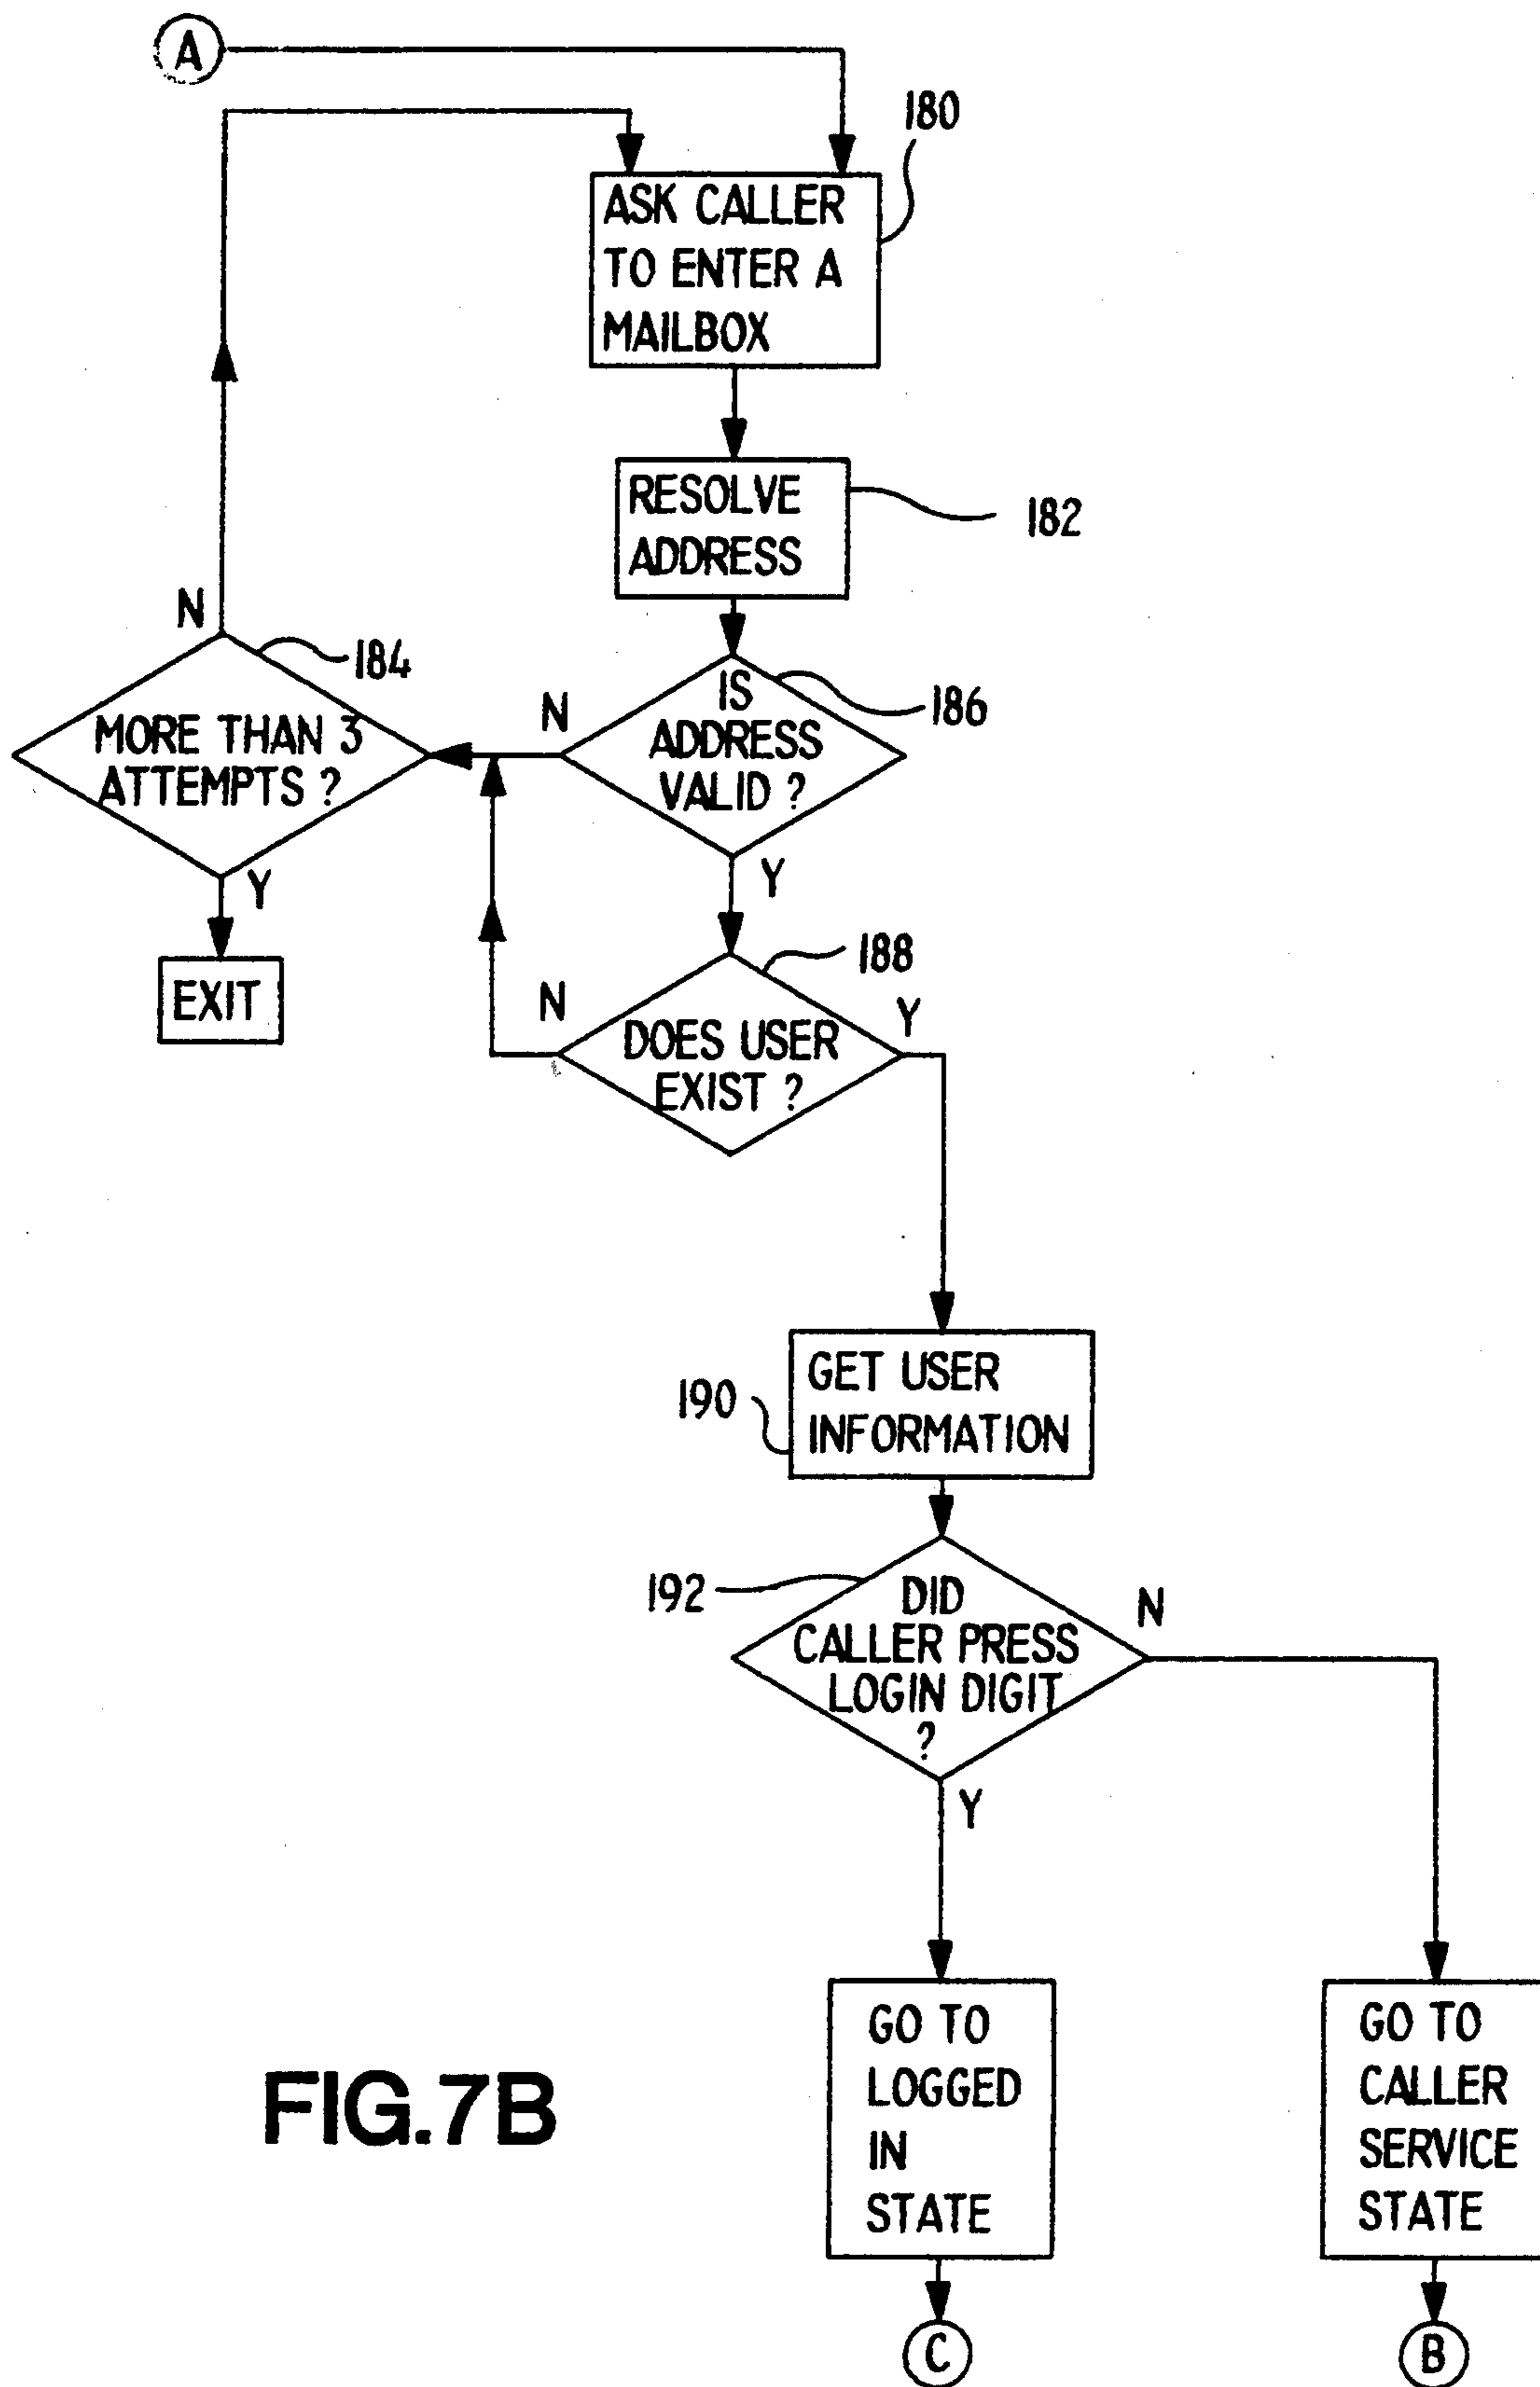 A
180
ASK CALLER
TO ENTER A
MAILBOX
RESOLVE
ADDRESS
182
N
184
MORE THAN 3
ATTEMPTS ?
Y
EXIT
N
IS
ADDRESS
VALID ?
186
Y
188
N
DOES USER
EXIST ?
Y
GET USER
INFORMATION
190
192
DID
CALLER PRESS
LOGIN DIGIT
?
N
Y
GO TO
LOGGED
IN
STATE
GO TO
CALLER
SERVICE
STATE
C
B
FIG.7B